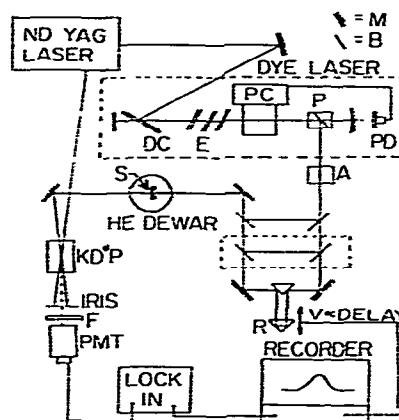 ND YAG
LASER
= M
= B
DYE LASER
PC
P
DC
E
PD
S
A
HE DEWAR
KD*P
IRIS
F
PMT
R
V∝DELAY
RECORDER
LOCK
IN